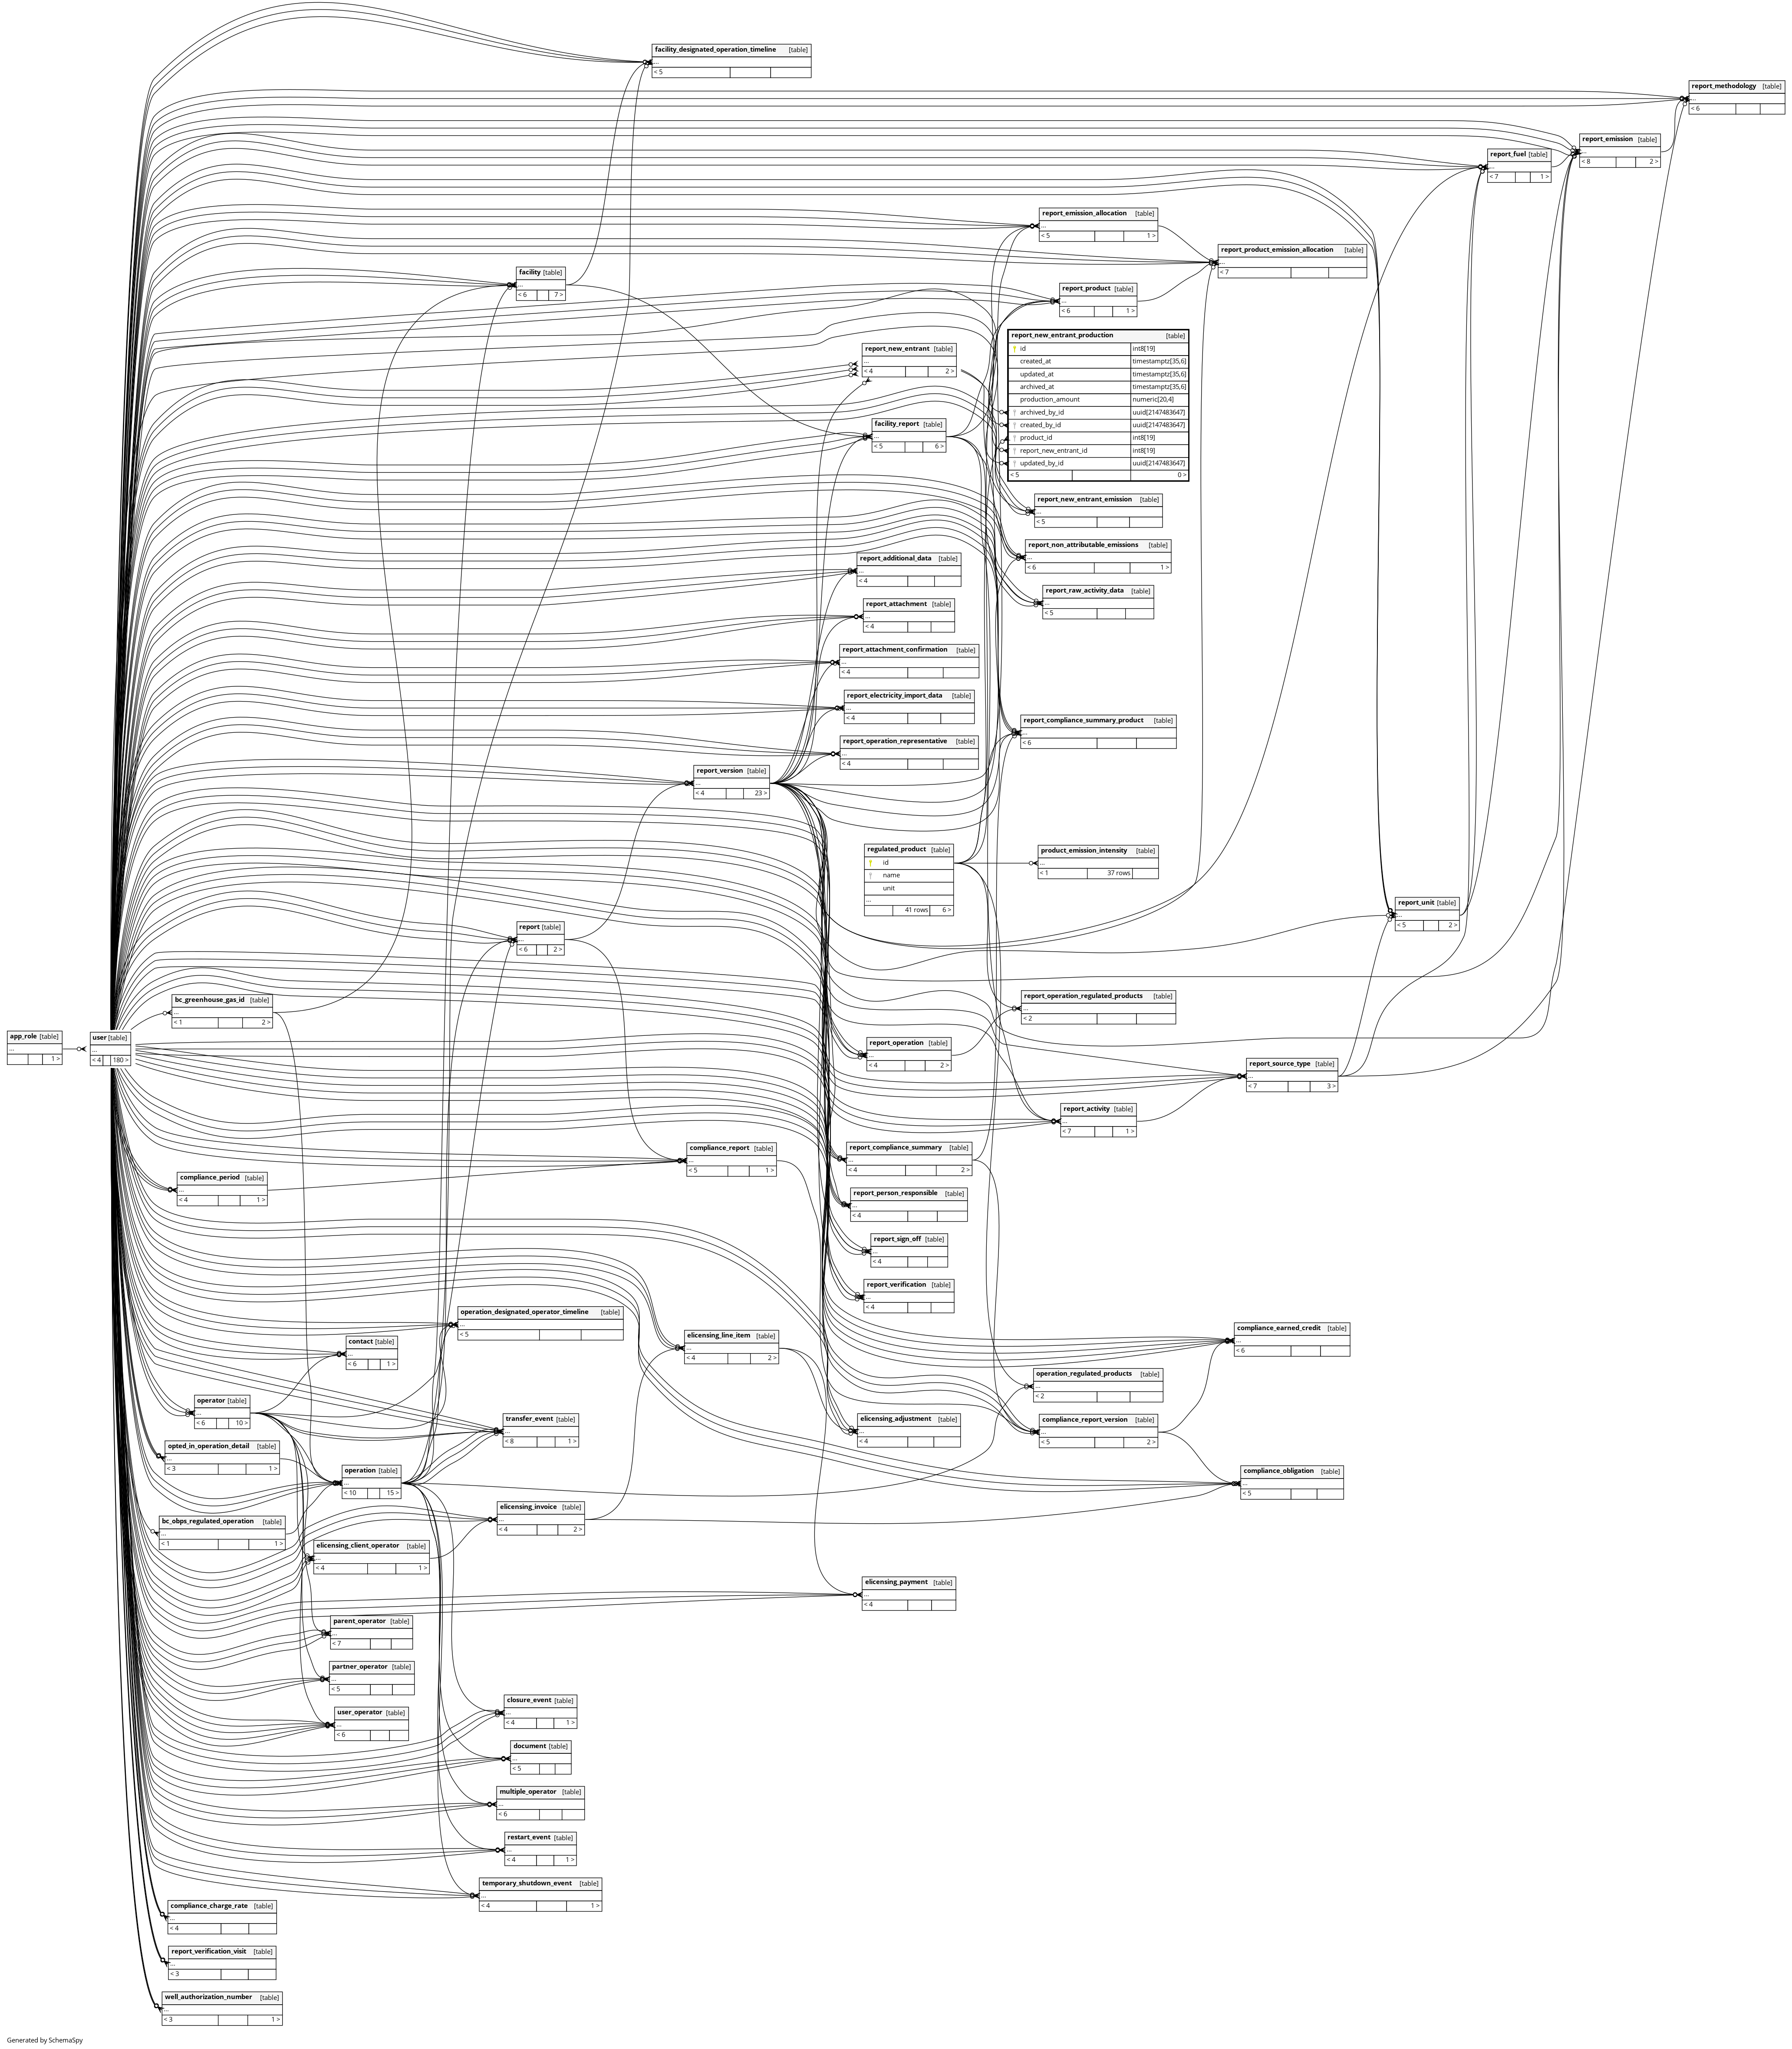 facility_designated_operation_timeline [table]
...
< 5
report_methodology [table]
...
< 6
report_emission [table]
...
< 8 2 >
report_fuel [table]
...
< 7 1 >
report_emission_allocation [table]
...
< 5 1 >
report_product_emission_allocation [table]
...
< 7
facility [table]
...
< 6 7 >
report_product [table]
...
< 6 1 >
report_new_entrant_production [table]
id int8[19]
created_at timestamptz[35,6]
updated_at timestamptz[35,6]
archived_at timestamptz[35,6]
production_amount numeric[20,4]
archived_by_id uuid[2147483647]
created_by_id uuid[2147483647]
product_id int8[19]
report_new_entrant_id int8[19]
updated_by_id uuid[2147483647]
< 5 0 >
report_new_entrant [table]
...
< 4 2 >
facility_report [table]
...
< 5 6 >
report_new_entrant_emission [table]
...
< 5
report_non_attributable_emissions [table]
...
< 6 1 >
report_additional_data [table]
...
< 4
report_raw_activity_data [table]
...
< 5
report_attachment [table]
...
< 4
report_attachment_confirmation [table]
...
< 4
report_electricity_import_data [table]
...
< 4
report_compliance_summary_product [table]
...
< 6
report_operation_representative [table]
...
< 4
report_version [table]
...
< 4 23 >
regulated_product [table]
id
name
unit
...
41 rows 6 >
product_emission_intensity [table]
...
< 1 37 rows
report_unit [table]
...
< 5 2 >
report [table]
...
< 6 2 >
bc_greenhouse_gas_id [table]
...
< 1 2 >
report_operation_regulated_products [table]
...
< 2
app_role [table]
...
1 >
user [table]
...
< 4 180 >
report_operation [table]
...
< 4 2 >
report_source_type [table]
...
< 7 3 >
report_activity [table]
...
< 7 1 >
compliance_report [table]
...
< 5 1 >
report_compliance_summary [table]
...
< 4 2 >
compliance_period [table]
...
< 4 1 >
report_person_responsible [table]
...
< 4
report_sign_off [table]
...
< 4
report_verification [table]
...
< 4
operation_designated_operator_timeline [table]
...
< 5
contact [table]
...
< 6 1 >
elicensing_line_item [table]
...
< 4 2 >
compliance_earned_credit [table]
...
< 6
operation_regulated_products [table]
...
< 2
operator [table]
...
< 6 10 >
transfer_event [table]
...
< 8 1 >
elicensing_adjustment [table]
...
< 4
compliance_report_version [table]
...
< 5 2 >
opted_in_operation_detail [table]
...
< 3 1 >
operation [table]
...
< 10 15 >
compliance_obligation [table]
...
< 5
elicensing_invoice [table]
...
< 4 2 >
bc_obps_regulated_operation [table]
...
< 1 1 >
elicensing_client_operator [table]
...
< 4 1 >
elicensing_payment [table]
...
< 4
parent_operator [table]
...
< 7
partner_operator [table]
...
< 5
closure_event [table]
...
< 4 1 >
user_operator [table]
...
< 6
document [table]
...
< 5
multiple_operator [table]
...
< 6
restart_event [table]
...
< 4 1 >
temporary_shutdown_event [table]
...
< 4 1 >
compliance_charge_rate [table]
...
< 4
report_verification_visit [table]
...
< 3
well_authorization_number [table]
...
< 3 1 >
Generated by SchemaSpy